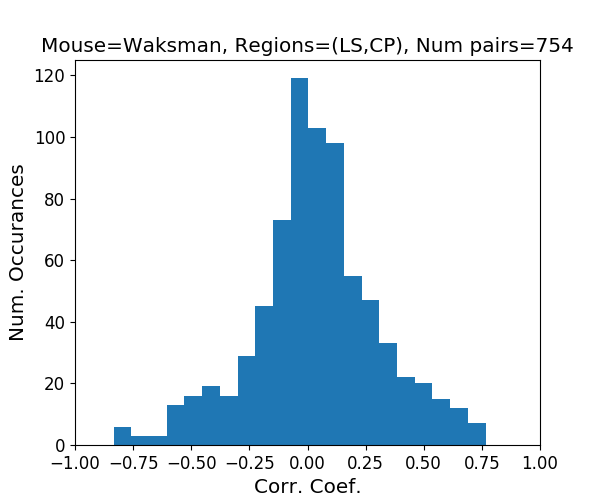 Mouse=Waksman, Regions=(LS,CP), Num pairs=754
120
100
80
60
40
20
0
Num. Occurances
−1.00 −0.75 −0.50 −0.25 0.00 0.25 0.50 0.75 1.00
Corr. Coef.